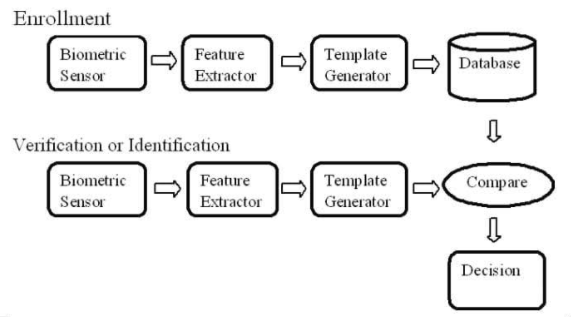 Enrollment
Biometric
Sensor
Feature
Extractor
Template
Generator
Database
Verification or Identification
Biometric
Sensor
Feature
Extractor
Template
Generator
Compare
Decision